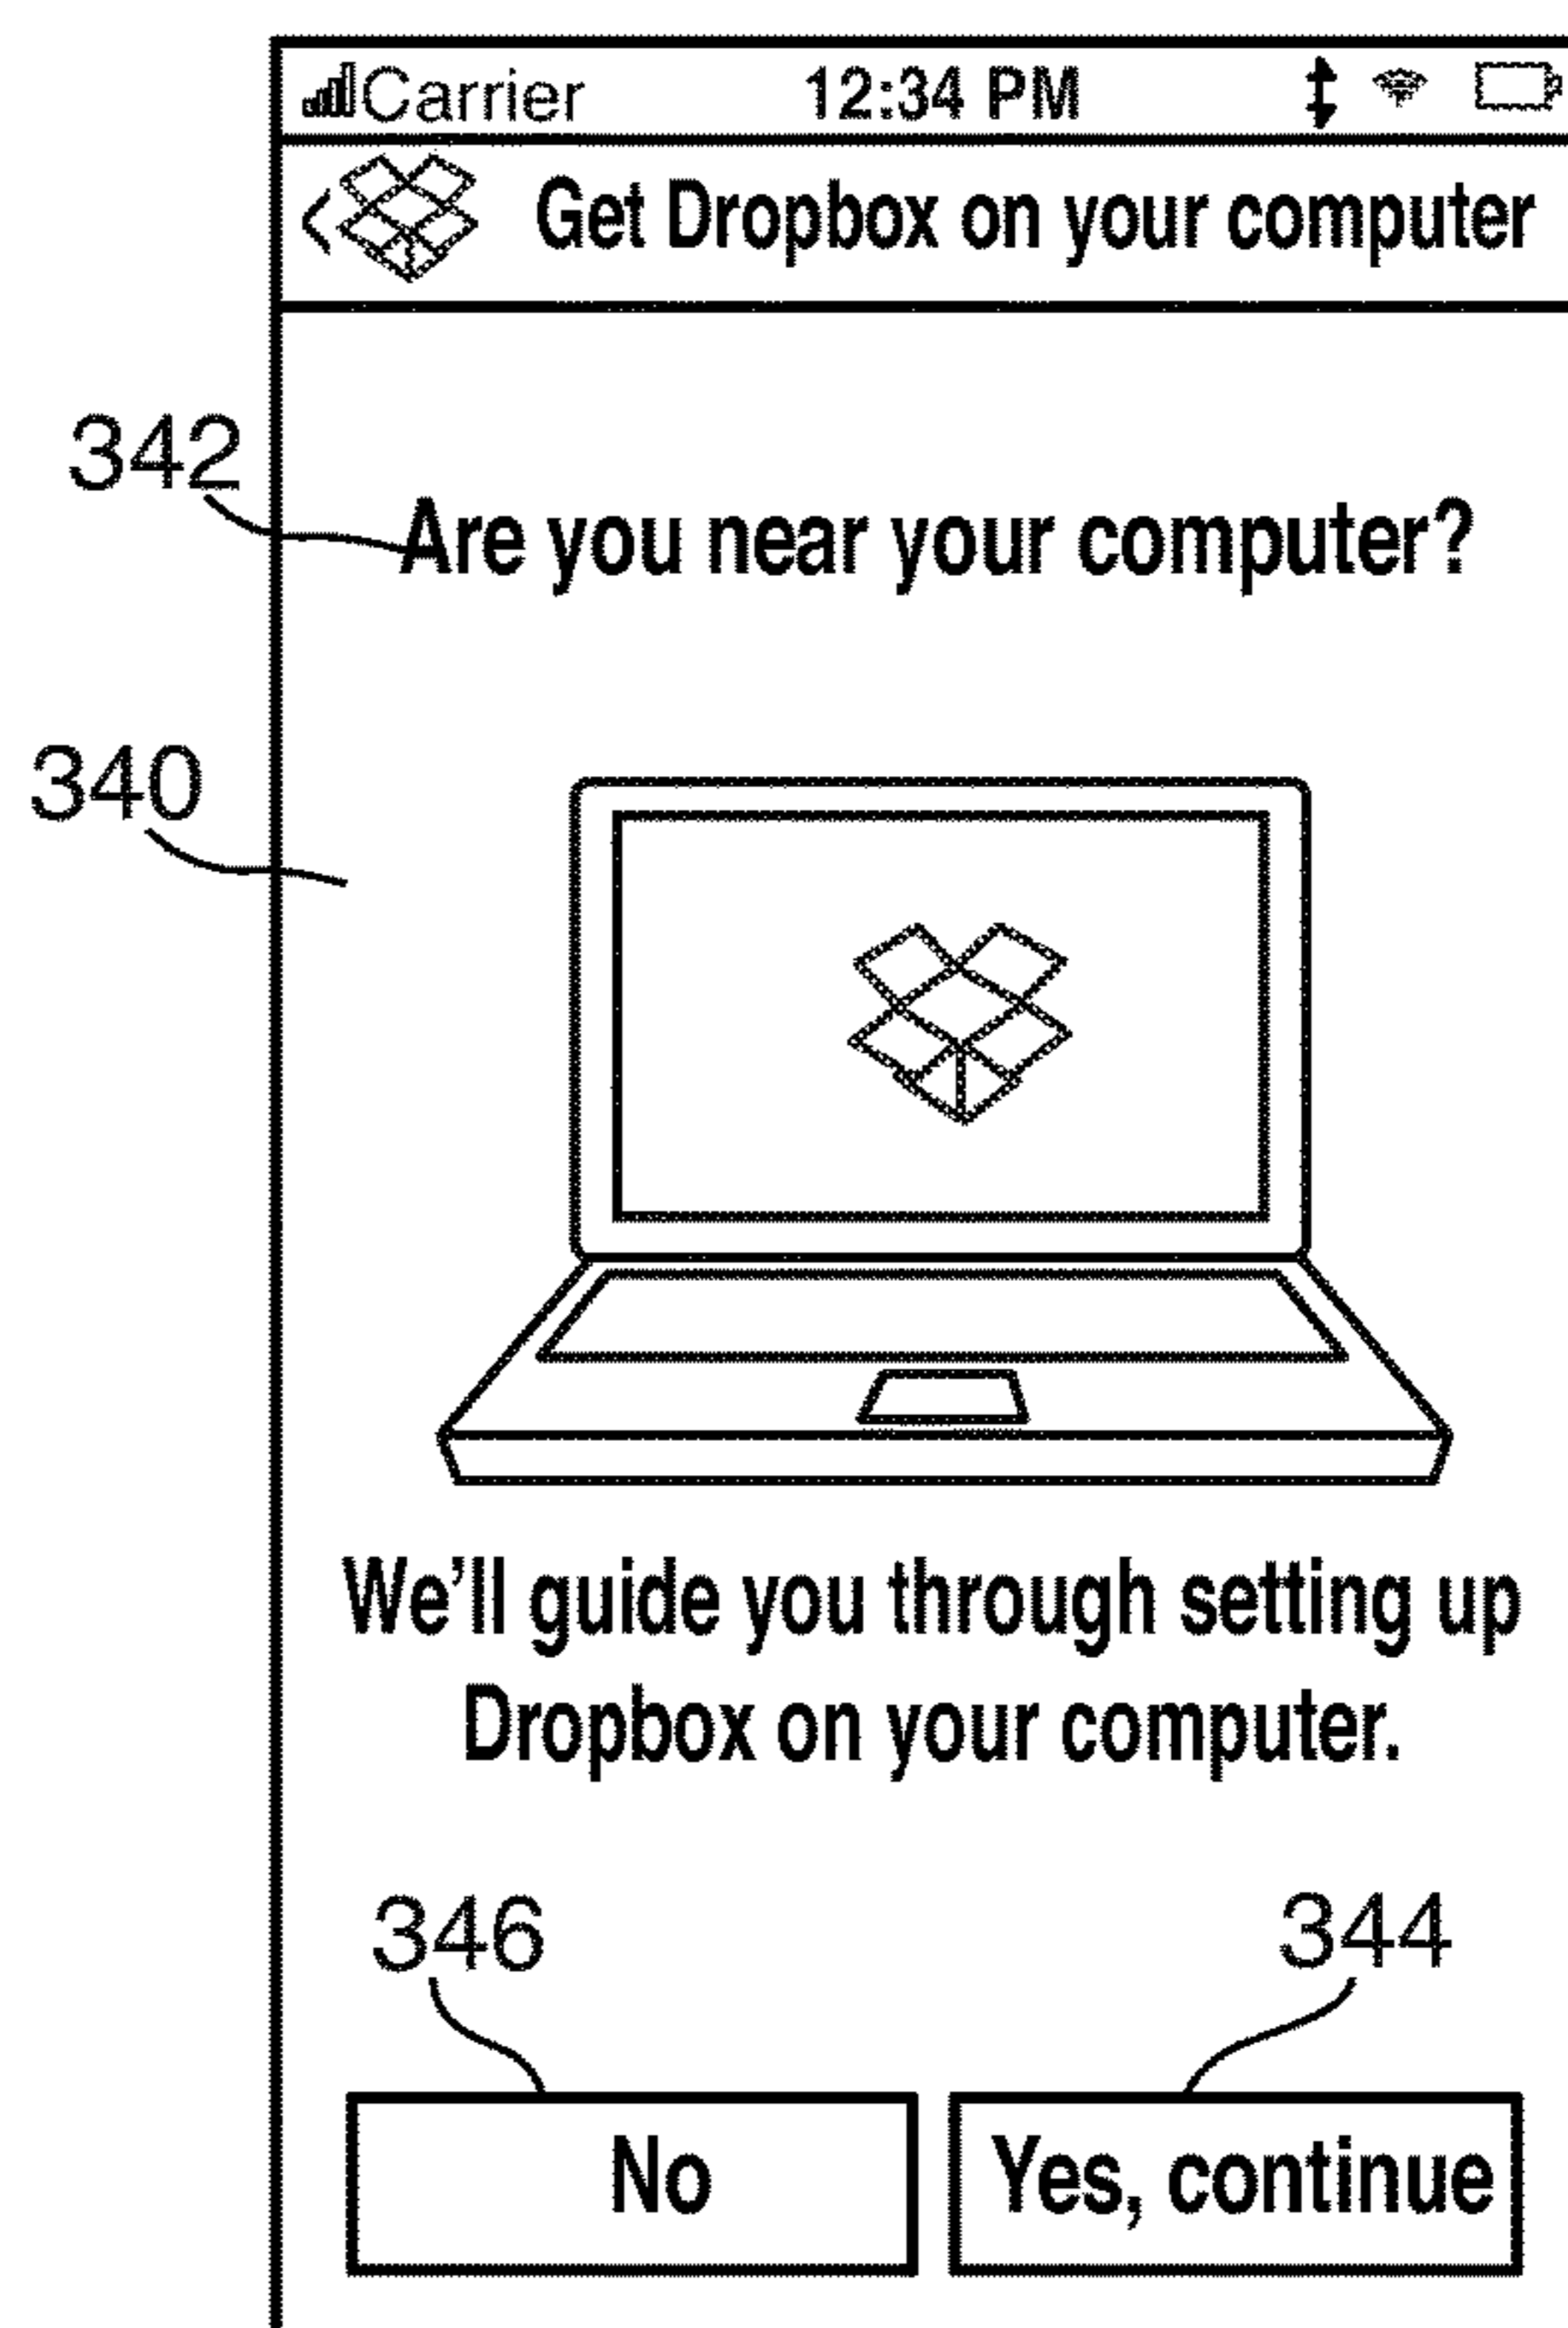 Carrier 12:34 PM
Get Dropbox on your computer
342
Are you near your computer?
340
We'll guide you through setting up
Dropbox on your computer.
346 344
No Yes, continue